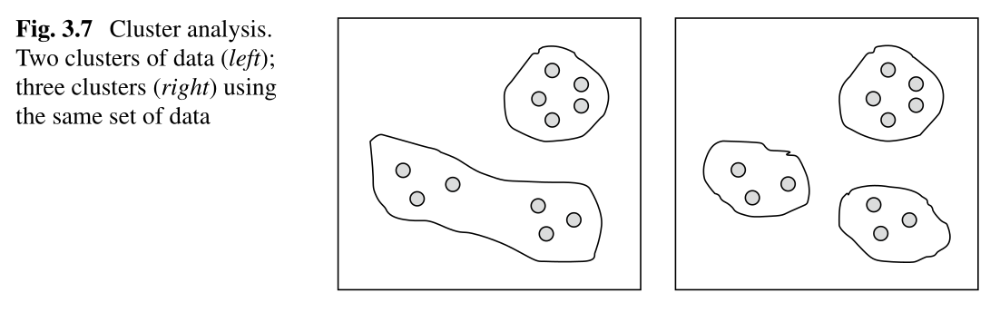 Fig. 3.7 Cluster analysis.
Two clusters of data (left);
three clusters (right) using
the same set of data